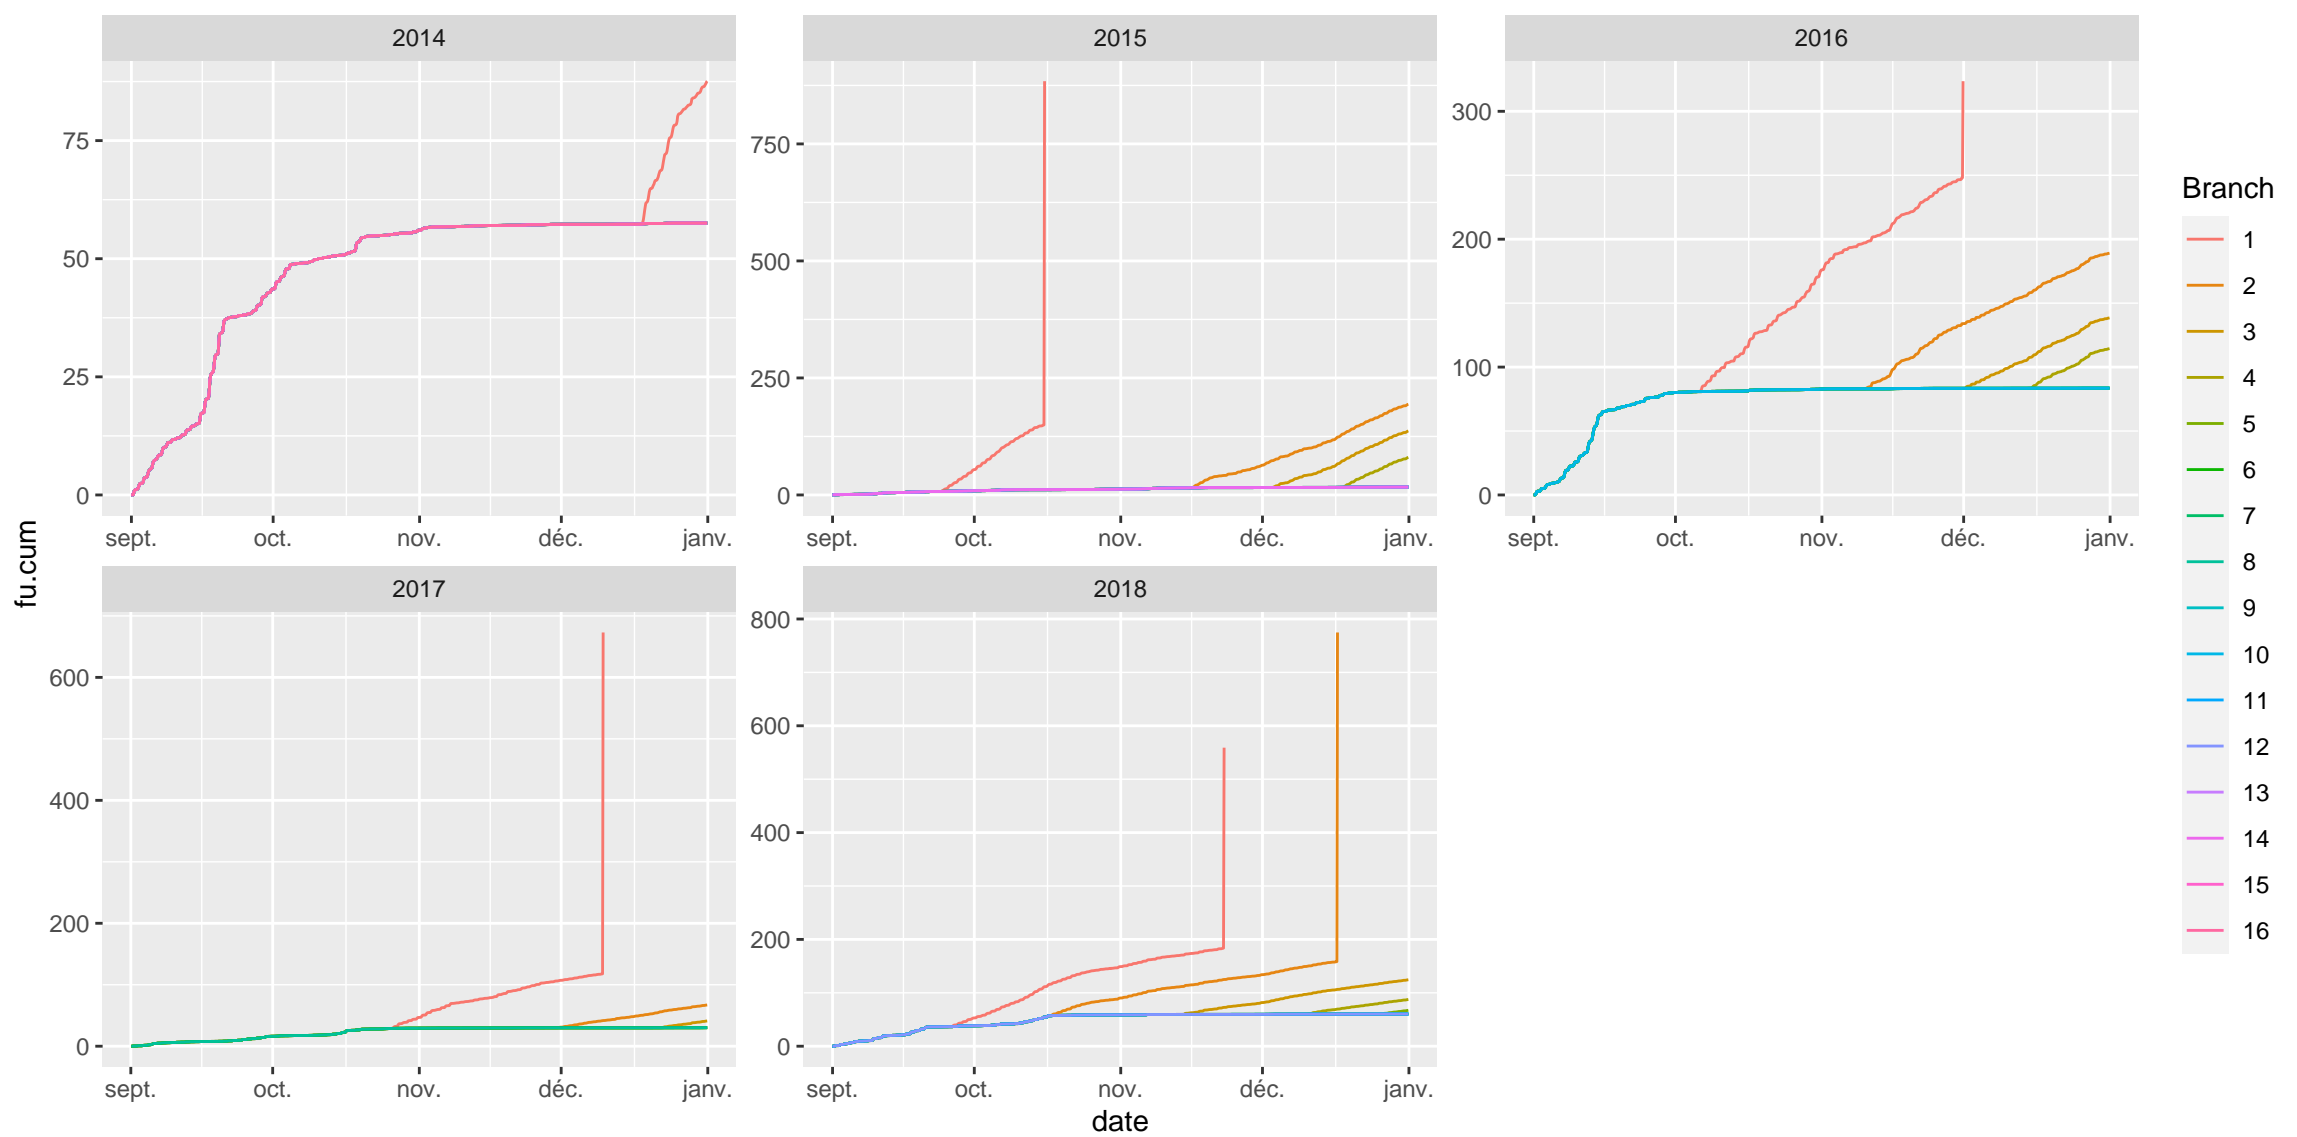 2014
2015
2016
75
50
25
0
sept.
oct.
nov.
déc.
janv.
750
500
250
0
sept.
oct.
nov.
déc.
janv.
300
200
100
0
sept.
oct.
nov.
déc.
janv.
fu.cum
2017
2018
600
400
200
0
sept.
oct.
nov.
déc.
janv.
800
600
400
200
0
sept.
oct.
nov.
déc.
janv.
date
Branch
1
2
3
4
5
6
7
8
9
10
11
12
13
14
15
16